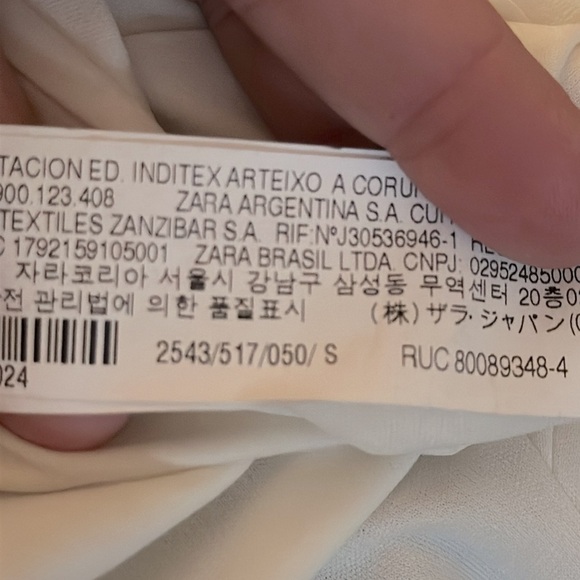 TACION ED. INDITEX ARTEIXO A CORU
900.123.408 ZARA ARGENTINA S.A. CUI
TEXTILES ZANZIBAR S.A. RIF:NºJ30536946-1
C 1792159105001 ZARA BRASIL LTDA. CNPJ: 02952485000
자라코리아 서울시 강남구 삼성동 무역센터 20층
전 관리법에 의한 품질표시 (株) ザラ・ジャパン
2543/517/050/ S RUC 80089348-4
024